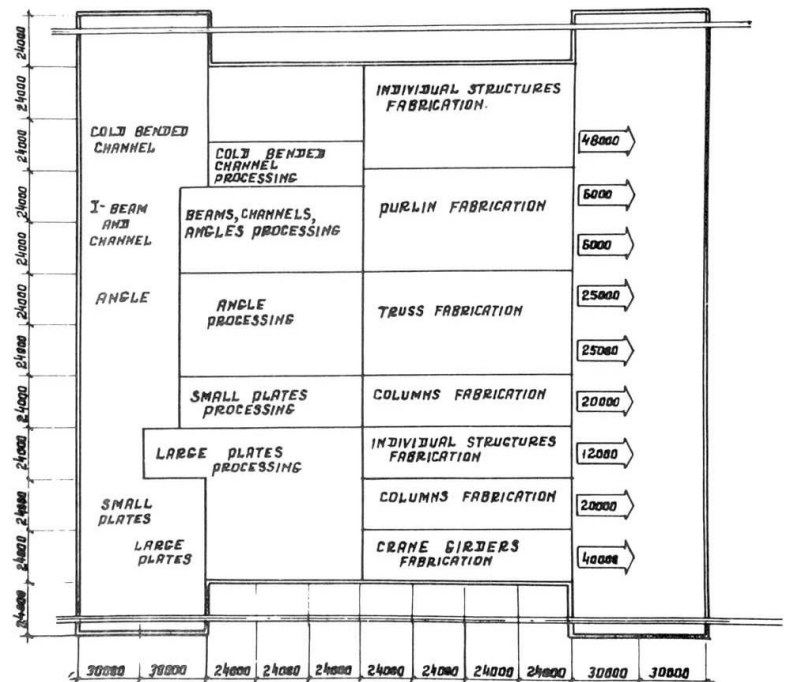 24000
24000
24000
24000
24000
24000
24000
24000
24000
24000
24000
24000
COLD BENDED
CHANNEL
I-BEAM
AND
CHANNEL
ANGLE
SMALL
PLATES
LARGE
PLATES
COLD BENDED
CHANNEL
PROCESSING
BEAMS, CHANNELS,
ANGLES PROCESSING
ANGLE
PROCESSING
SMALL PLATES
PROCESSING
LARGE PLATES
PROCESSING
INDIVIDUAL STRUCTURES
FABRICATION.
PURLIN FABRICATION
TRUSS FABRICATION
COLUMNS FABRICATION
INDIVIDUAL STRUCTURES
FABRICATION
COLUMNS FABRICATION
CRANE GIRDERS
FABRICATION
48000
6000
6000
25000
25000
20000
12000
20000
40000
30000 30000 24000 24000 24000 24000 24000 24000 24000 30000 30000